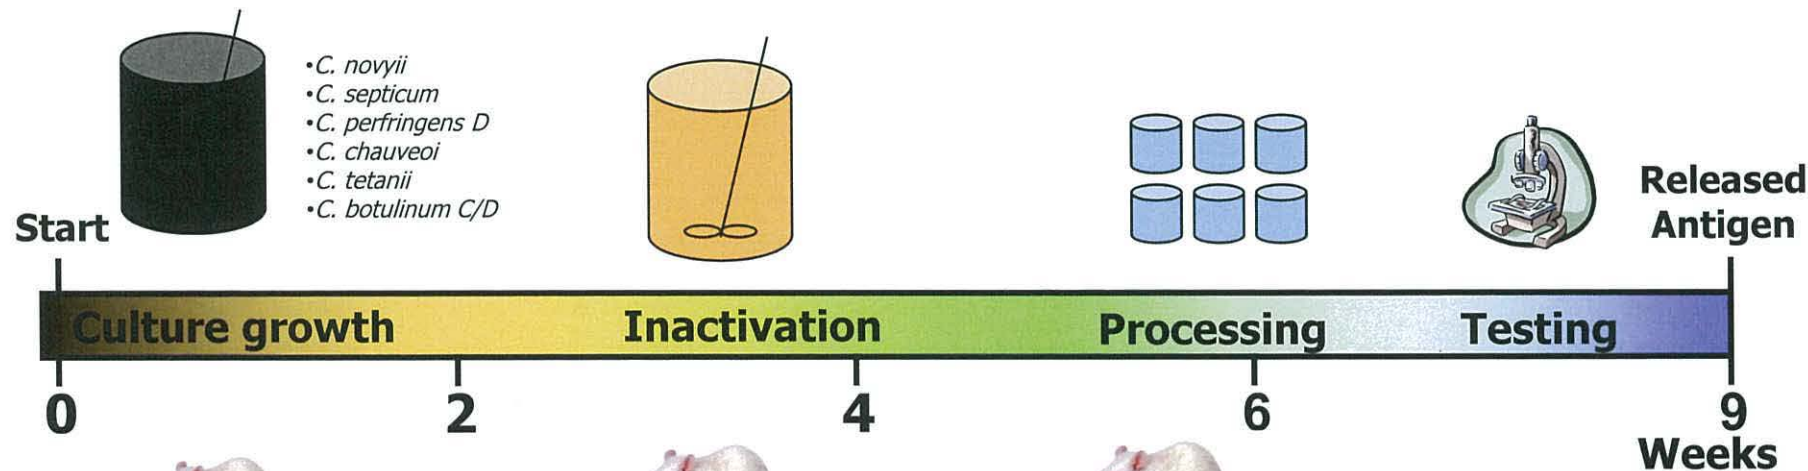 •C. novyii
•C. septicum
•C. perfringens D
•C. chauveoi
•C. tetanii
•C. botulinum C/D
Start
Released
Antigen
Culture growth
Inactivation
Processing
Testing
0
2
4
6
9
Weeks